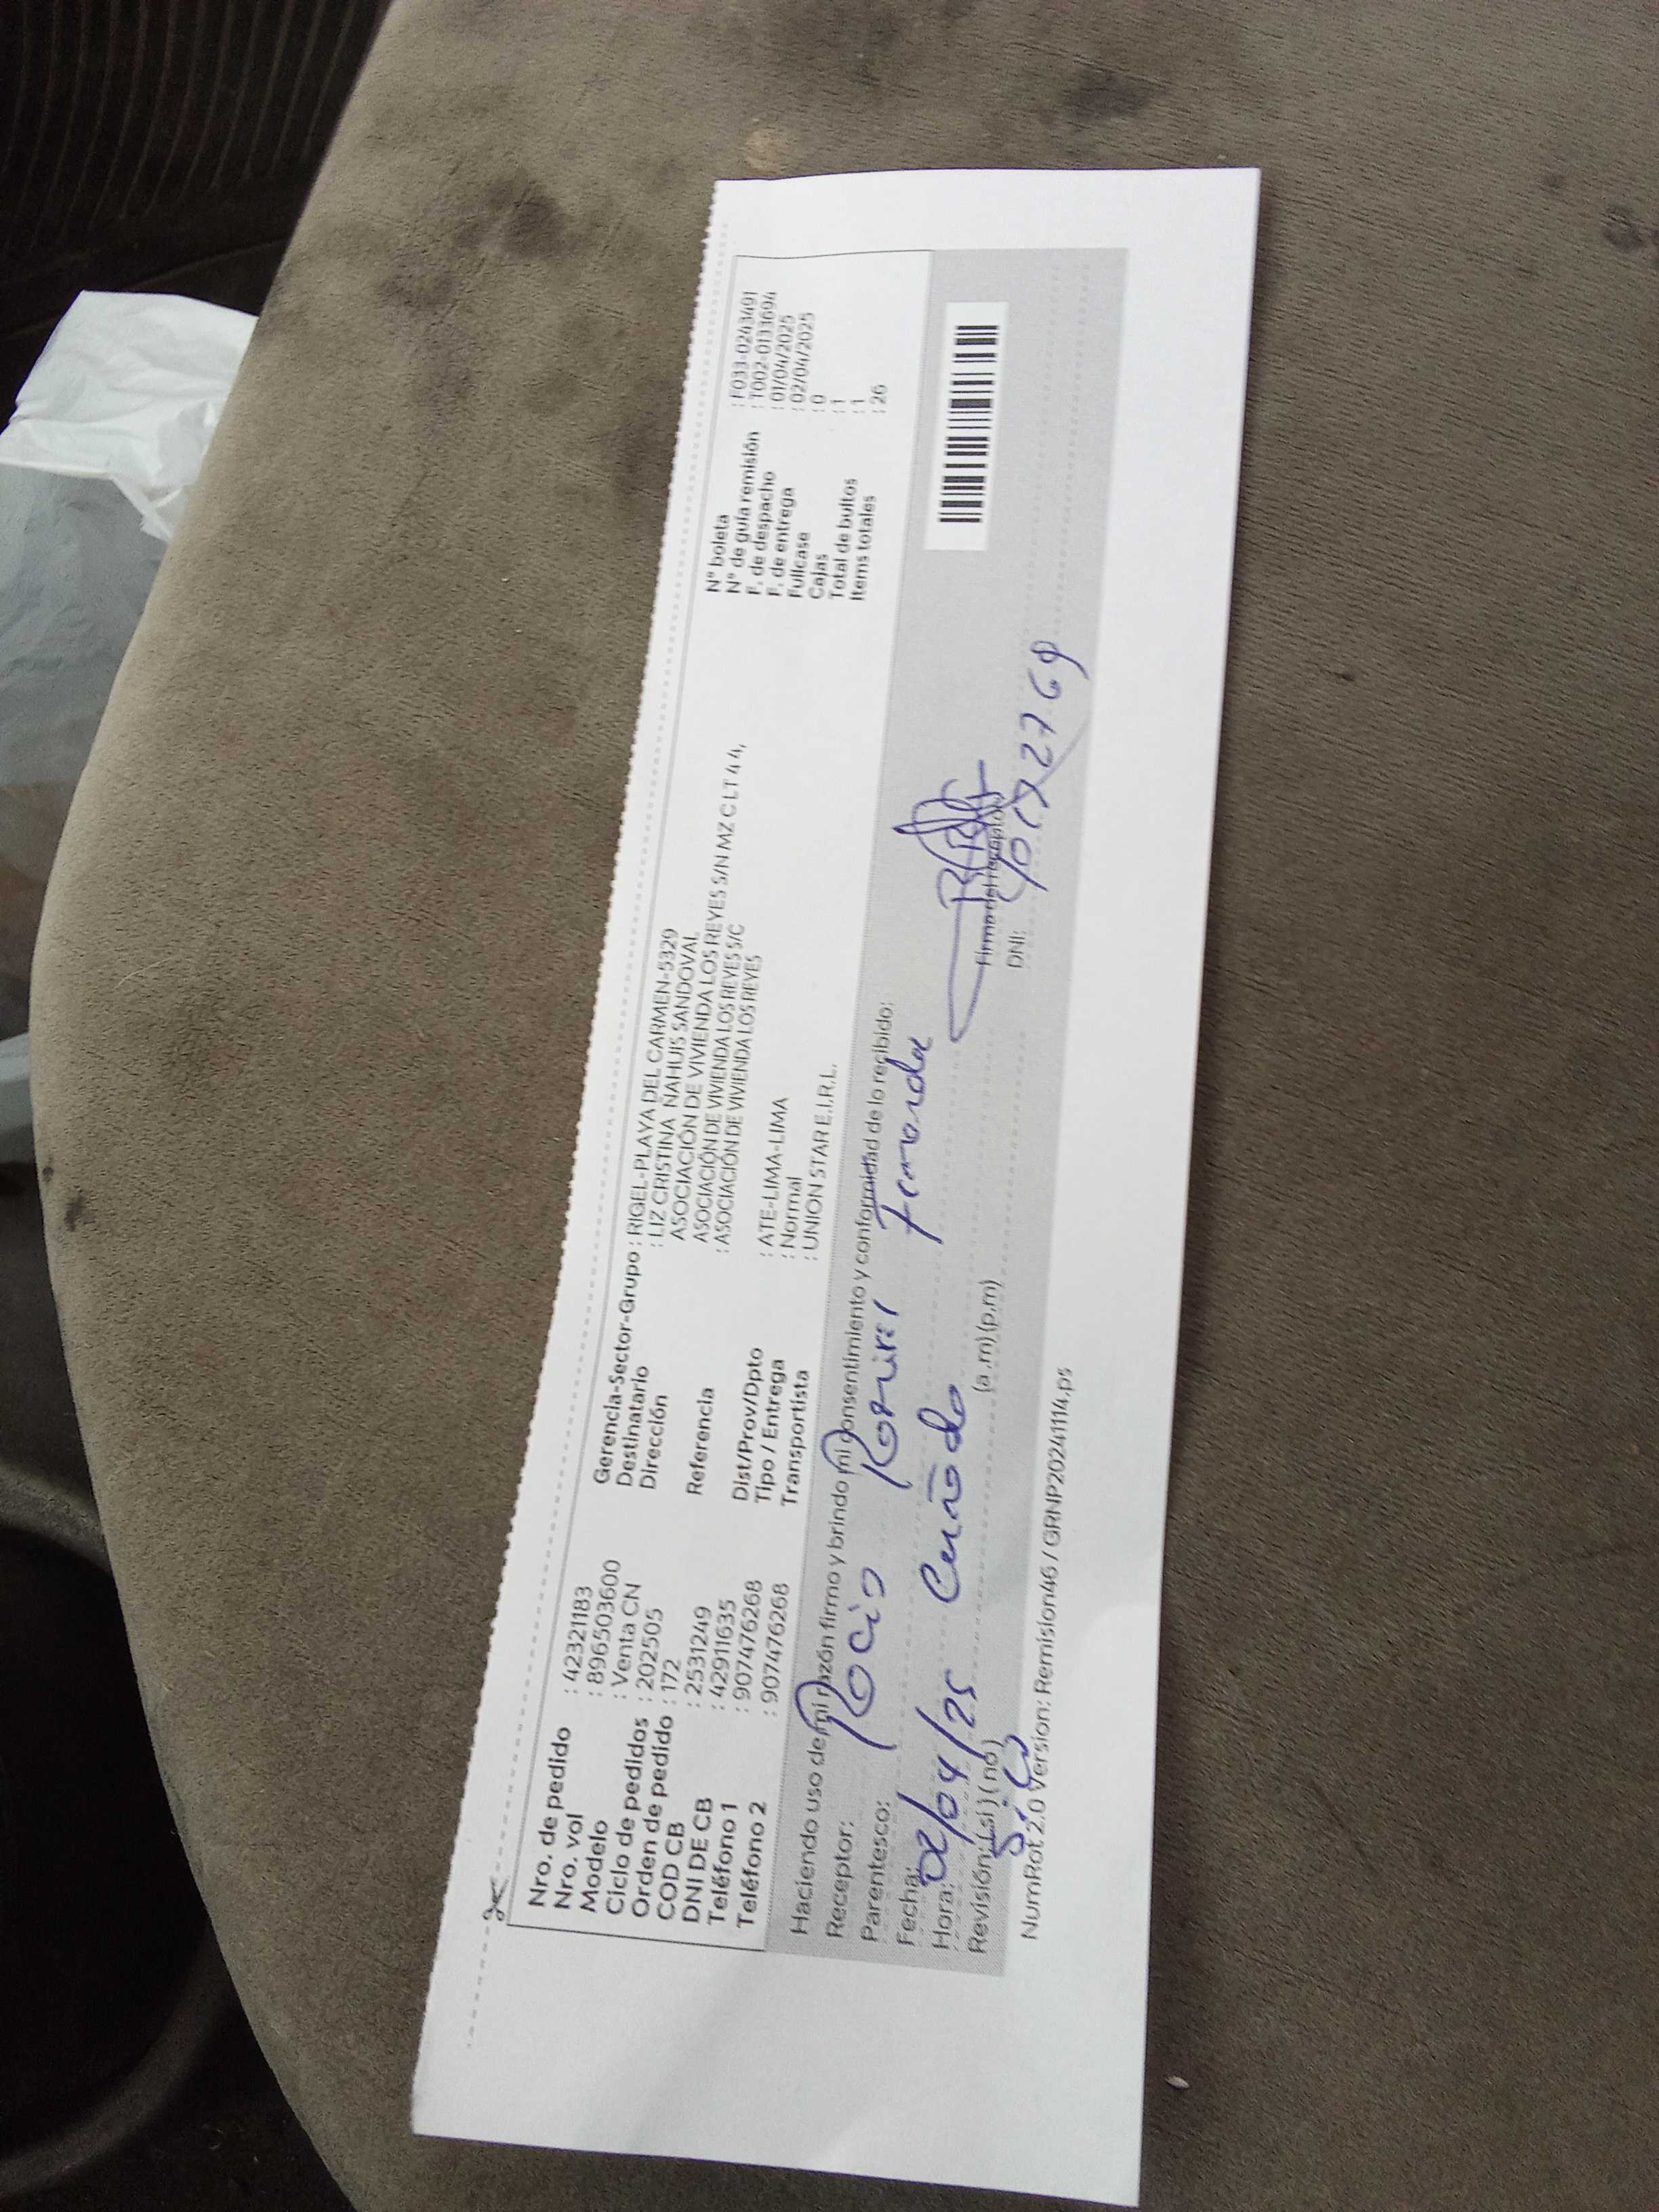 Nro. de pedido : 42321183
Nro. vol : 896503600
Modelo : Venta CN
Ciclo de pedidos : 202505
Orden de pedido : 172
COD CB : 2531249
DNI DE CB : 42911635
Teléfono 1 : 907476268
Teléfono 2 : 907476268
Gerencia-Sector-Grupo : RIGEL-PLAYA DEL CARMEN-5329
Destinatario : LIZ CRISTINA ÑAHUIS SANDOVAL
Dirección ASOCIACIÓN DE VIVIENDA LOS REYES S/N MZ C LT 4 A,
ASOCIACIÓN DE VIVIENDA LOS REYES S/C
Referencia : ASOCIACIÓN DE VIVIENDA LOS REYES
Dist/Prov/Dpto : ATE-LIMA-LIMA
Tipo / Entrega : Normal
Transportista : UNION STAR E.I.R.L.
N° boleta : F033-0243491
N° de guía remisión : T002-0133694
F. de despacho : 01/04/2025
F. de entrega : 02/04/2025
Fullcase : 0
Cajas : 1
Total de bultos : 1
Items totales : 26
Haciendo uso de mi razón firmo y brindo mi consentimiento y conformidad de lo recibido:
Receptor: Rocio Fernanda
Parentesco:
Fecha: 02/04/25
Hora: (a.m) (p.m)
Revisión: (si) (no)
Firma del receptor
DNI:
NumRot 2.0 Version: Remision46 / GRNP20241114.ps